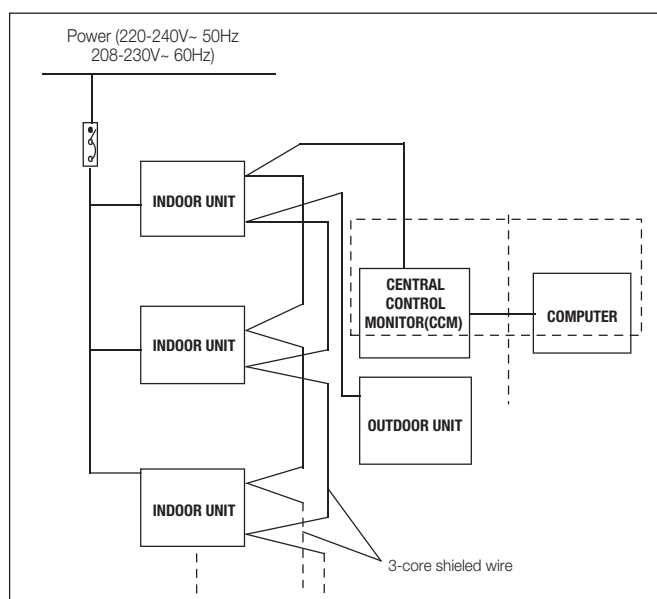 Power (220-240V~ 50Hz
208-230V~ 60Hz)
INDOOR UNIT
CENTRAL
CONTROL
MONITOR(CCM)
COMPUTER
INDOOR UNIT
OUTDOOR UNIT
INDOOR UNIT
3-core shieled wire